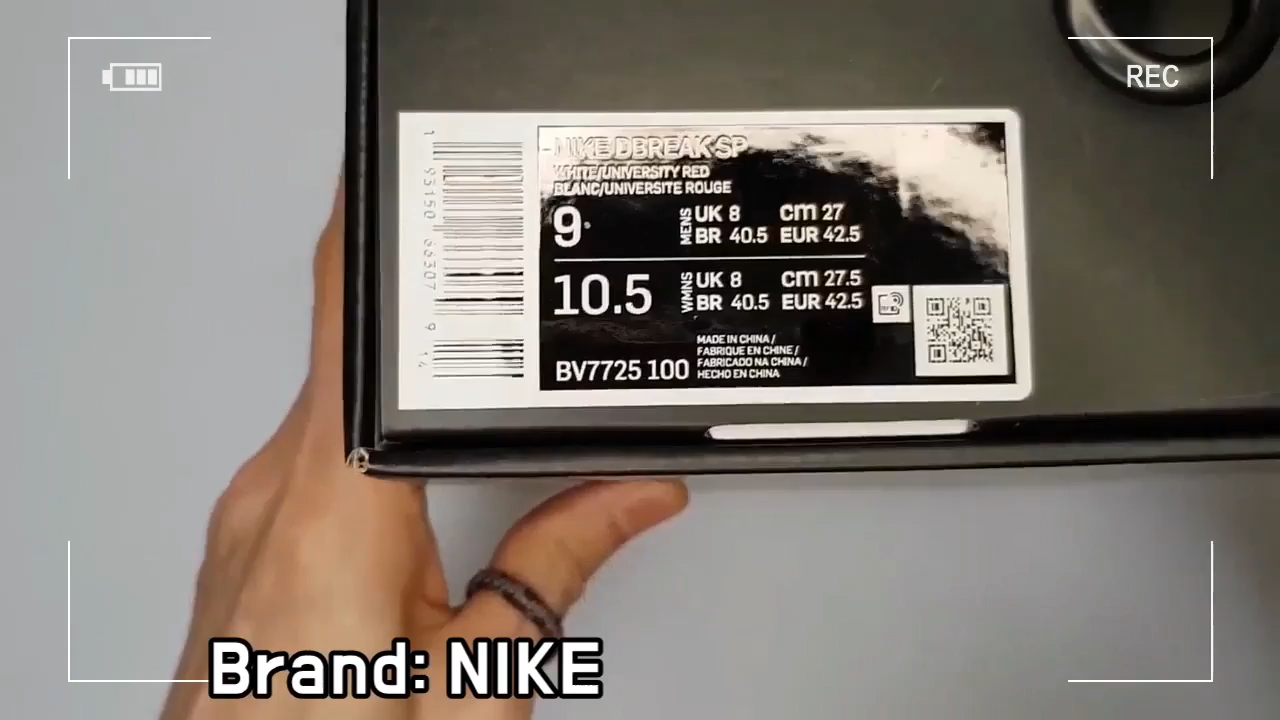 REC
NIKE DBREAK SP
WHITE/UNIVERSITY RED
BLANC/UNIVERSITE ROUGE
9
MENS
UK 8 cm 27
BR 40.5 EUR 42.5
10.5
WMNS
UK 8 cm 27.5
BR 40.5 EUR 42.5
BV7725 100
MADE IN CHINA /
FABRIQUE EN CHINE /
FABRICADO NA CHINA /
HECHO EN CHINA
Brand: NIKE